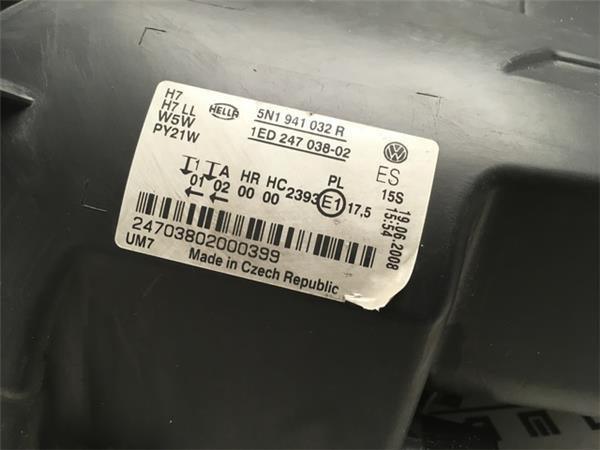 H7
H7 LL
W5W
PY21W
HELLA
5N1 941 032 R
1ED 247 038-02
ES
1 A HR HC 2393 E1 PL
01 02 00 00 17,5
15S 19.06.2008
15:54
24703802000399
UM7
Made in Czech Republic